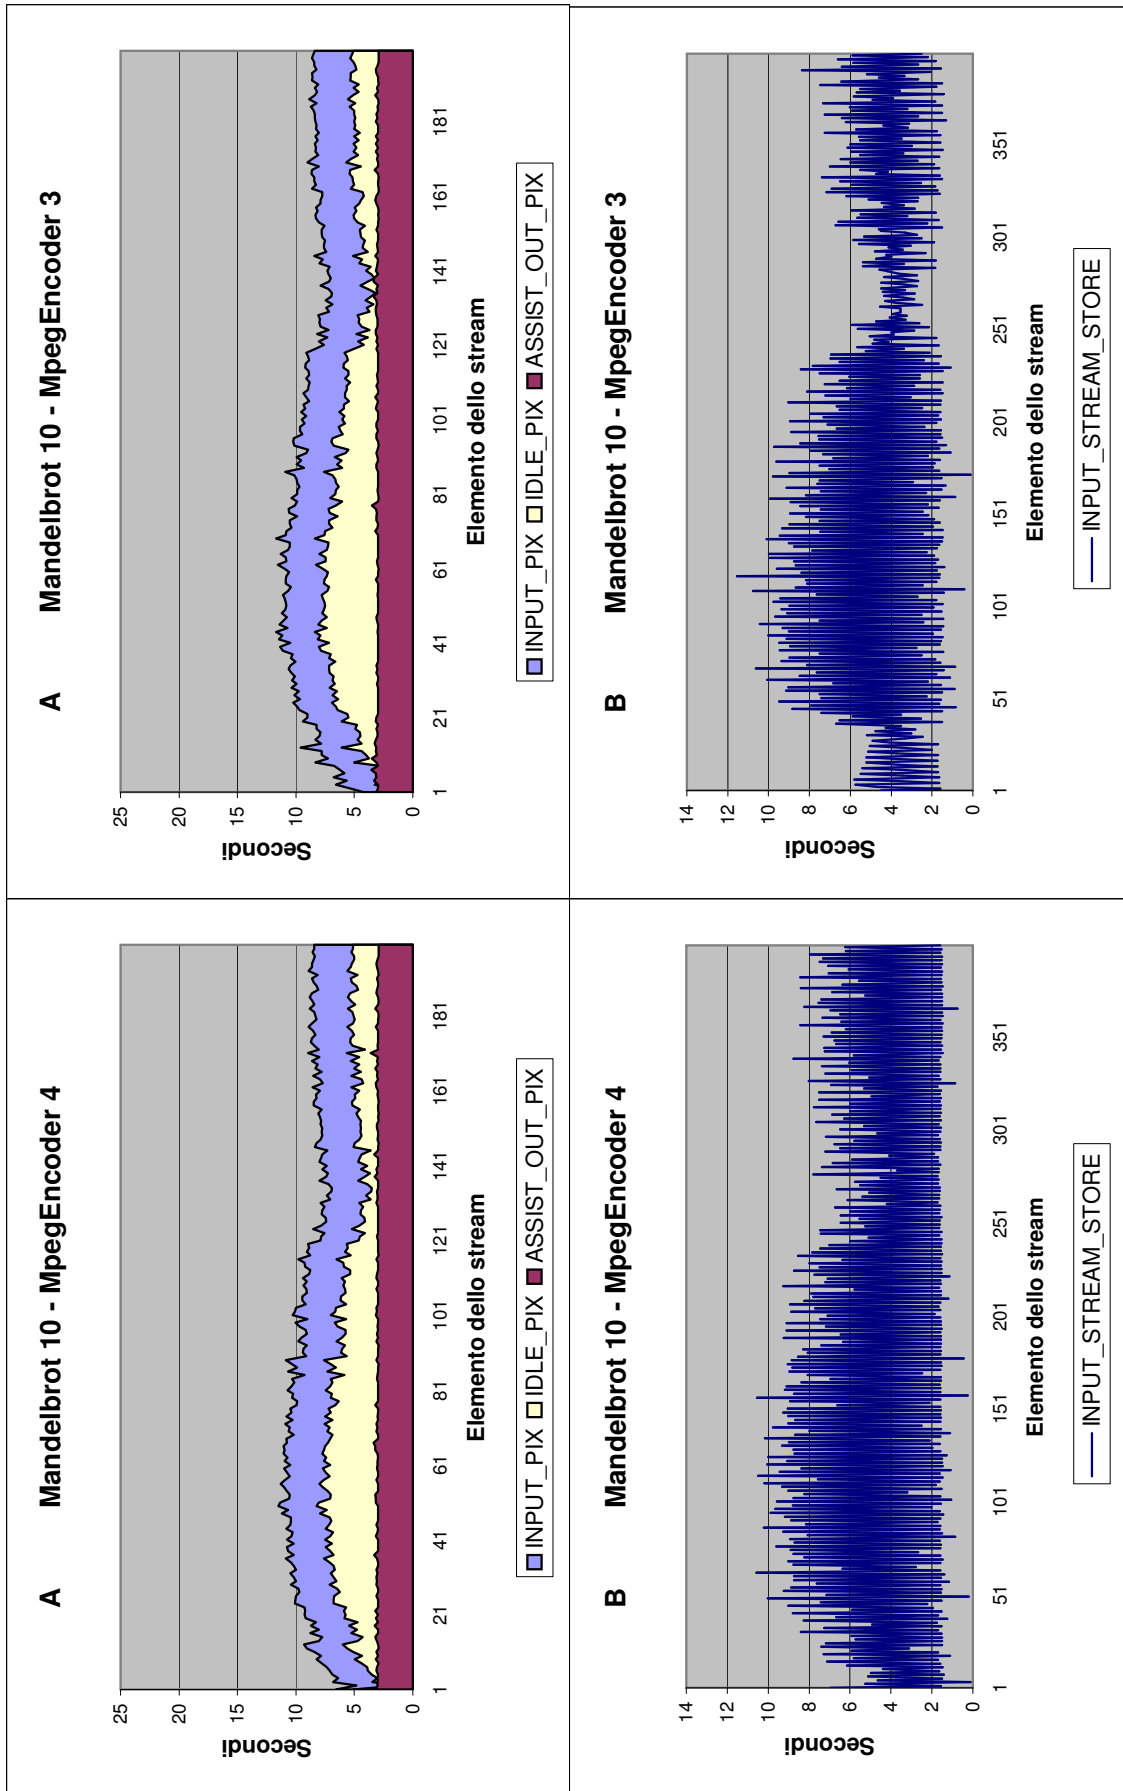 A Mandelbrot 10 - MpegEncoder 4
Secondi
25
20
15
10
5
0
1 21 41 61 81 101 121 141 161 181
Elemento dello stream
INPUT_PIX IDLE_PIX ASSIST_OUT_PIX
A Mandelbrot 10 - MpegEncoder 3
Secondi
25
20
15
10
5
0
1 21 41 61 81 101 121 141 161 181
Elemento dello stream
INPUT_PIX IDLE_PIX ASSIST_OUT_PIX
B Mandelbrot 10 - MpegEncoder 4
Secondi
14
12
10
8
6
4
2
0
1 51 101 151 201 251 301 351
Elemento dello stream
INPUT_STREAM_STORE
B Mandelbrot 10 - MpegEncoder 3
Secondi
14
12
10
8
6
4
2
0
1 51 101 151 201 251 301 351
Elemento dello stream
INPUT_STREAM_STORE